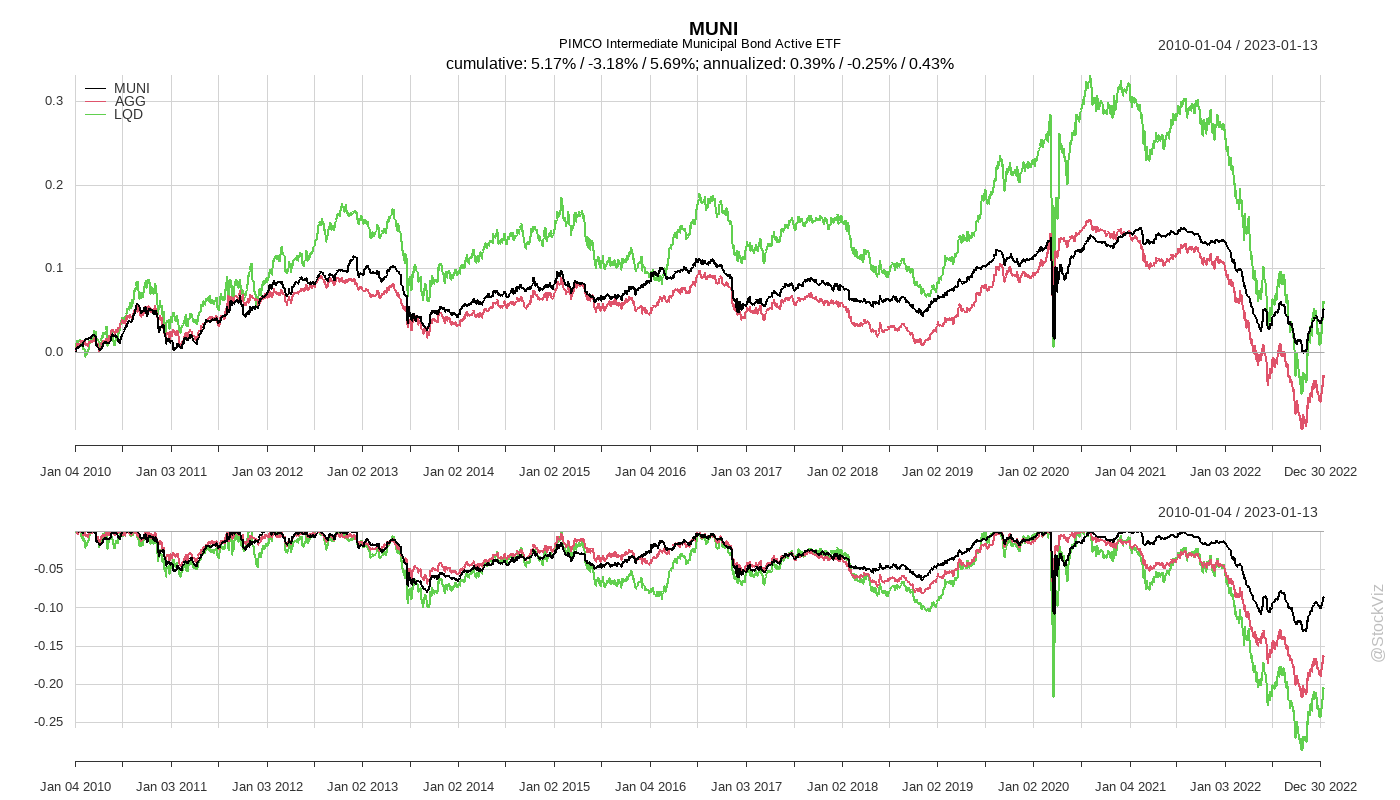 MUNI
PIMCO Intermediate Municipal Bond Active ETF
2010-01-04 / 2023-01-13
cumulative: 5.17% / -3.18% / 5.69%; annualized: 0.39% / -0.25% / 0.43%
MUNI
AGG
LQD
0.3
0.2
0.1
0.0
Jan 04 2010 Jan 03 2011 Jan 03 2012 Jan 02 2013 Jan 02 2014 Jan 02 2015 Jan 04 2016 Jan 03 2017 Jan 02 2018 Jan 02 2019 Jan 02 2020 Jan 04 2021 Jan 03 2022 Dec 30 2022
2010-01-04 / 2023-01-13
-0.05
-0.10
-0.15
-0.20
-0.25
Jan 04 2010 Jan 03 2011 Jan 03 2012 Jan 02 2013 Jan 02 2014 Jan 02 2015 Jan 04 2016 Jan 03 2017 Jan 02 2018 Jan 02 2019 Jan 02 2020 Jan 04 2021 Jan 03 2022 Dec 30 2022
@StockViz